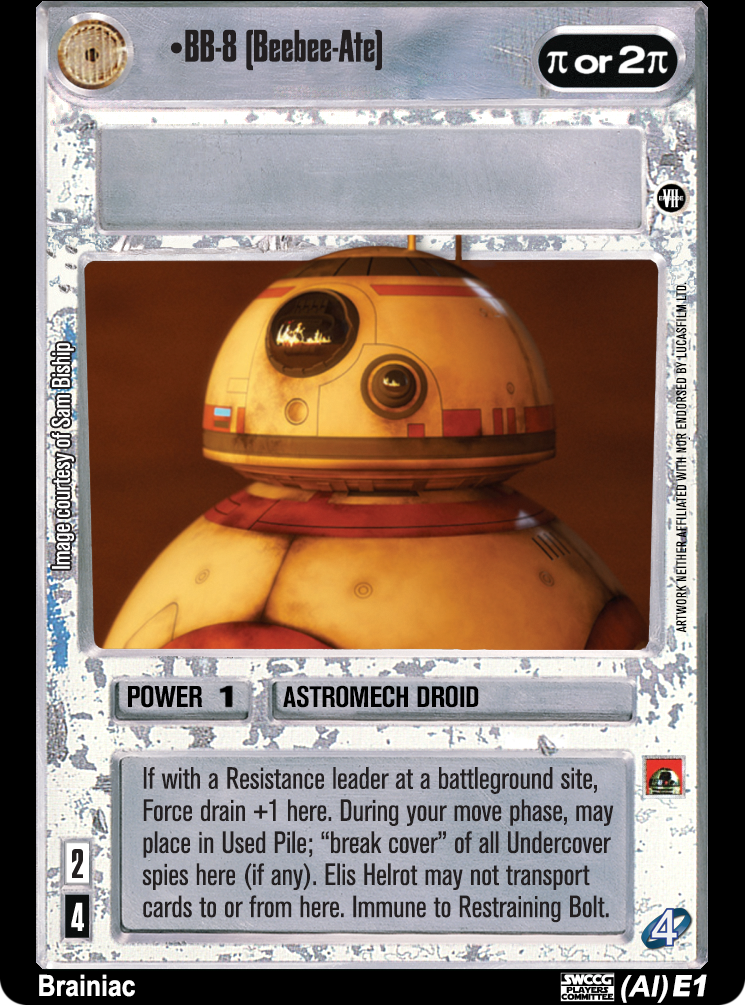 •BB-8 (Beebee-Ate)
π or 2π
EPISODE
VII
Image courtesy of Sam Biship
ARTWORK NEITHER AFFILIATED WITH NOR ENDORSED BY LUCASFILM LTD.
POWER 1
ASTROMECH DROID
If with a Resistance leader at a battleground site,
Force drain +1 here. During your move phase, may
place in Used Pile; “break cover” of all Undercover
spies here (if any). Elis Helrot may not transport
cards to or from here. Immune to Restraining Bolt.
2
4
4
Brainiac
SWCCG
PLAYERS
COMMITTEE
(AI) E1